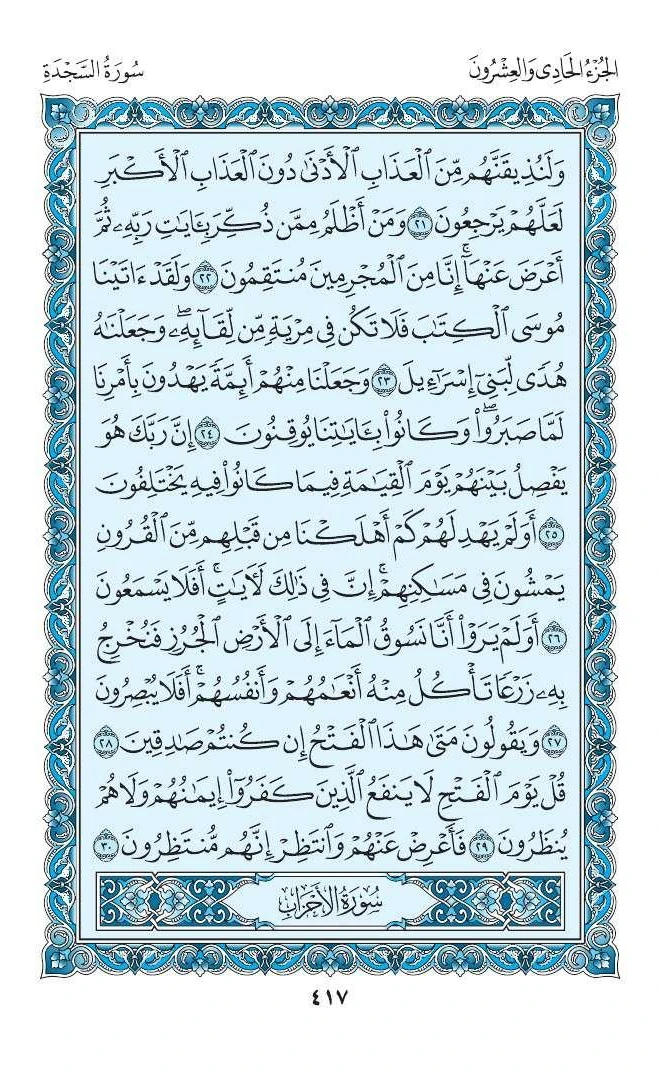 الجُزْءُ الحَادِي وَالعِشْرُونَ
سُورَةُ السَّجْدَةِ
وَلَنُذِيقَنَّهُم مِّنَ ٱلْعَذَابِ ٱلْأَدْنَىٰ دُونَ ٱلْعَذَابِ ٱلْأَكْبَرِ
لَعَلَّهُمْ يَرْجِعُونَ ٢١ وَمَنْ أَظْلَمُ مِمَّن ذُكِّرَ بِـَٔايَٰتِ رَبِّهِۦ ثُمَّ
أَعْرَضَ عَنْهَآۚ إِنَّا مِنَ ٱلْمُجْرِمِينَ مُنتَقِمُونَ ٢٢ وَلَقَدْ ءَاتَيْنَا
مُوسَى ٱلْكِتَٰبَ فَلَا تَكُن فِي مِرْيَةٍ مِّن لِّقَآئِهِۦۖ وَجَعَلْنَٰهُ
هُدًى لِّبَنِيٓ إِسْرَٰٓءِيلَ ٢٣ وَجَعَلْنَا مِنْهُمْ أَئِمَّةً يَهْدُونَ بِأَمْرِنَا
لَمَّا صَبَرُواْۖ وَكَانُواْ بِـَٔايَٰتِنَا يُوقِنُونَ ٢٤ إِنَّ رَبَّكَ هُوَ
يَفْصِلُ بَيْنَهُمْ يَوْمَ ٱلْقِيَٰمَةِ فِيمَا كَانُواْ فِيهِ يَخْتَلِفُونَ
٢٥ أَوَلَمْ يَهْدِ لَهُمْ كَمْ أَهْلَكْنَا مِن قَبْلِهِم مِّنَ ٱلْقُرُونِ
يَمْشُونَ فِي مَسَٰكِنِهِمْۚ إِنَّ فِي ذَٰلِكَ لَأٓيَٰتٍۚ أَفَلَا يَسْمَعُونَ
٢٦ أَوَلَمْ يَرَوْاْ أَنَّا نَسُوقُ ٱلْمَآءَ إِلَى ٱلْأَرْضِ ٱلْجُرُزِ فَنُخْرِجُ
بِهِۦ زَرْعًا تَأْكُلُ مِنْهُ أَنْعَٰمُهُمْ وَأَنفُسُهُمْۚ أَفَلَا يُبْصِرُونَ
٢٧ وَيَقُولُونَ مَتَىٰ هَٰذَا ٱلْفَتْحُ إِن كُنتُمْ صَٰدِقِينَ ٢٨
قُلْ يَوْمَ ٱلْفَتْحِ لَا يَنفَعُ ٱلَّذِينَ كَفَرُوٓاْ إِيمَٰنُهُمْ وَلَا هُمْ
يُنظَرُونَ ٢٩ فَأَعْرِضْ عَنْهُمْ وَٱنتَظِرْ إِنَّهُم مُّنتَظِرُونَ ٣٠
سُورَةُ الأَحْزَابِ
٤١٧